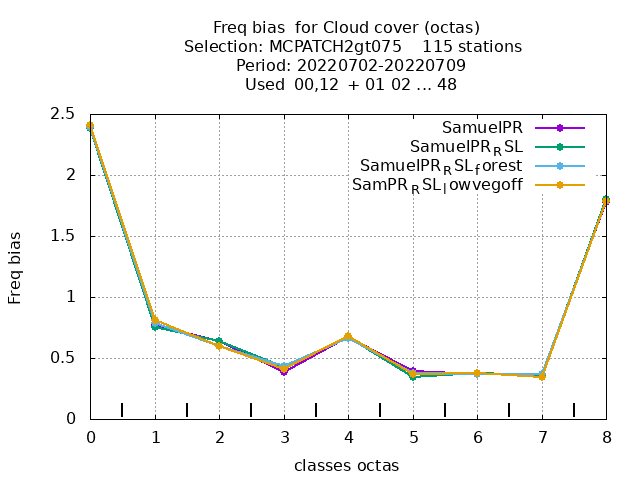 Freq bias  for Cloud cover (octas)
Selection: MCPATCH2gt075    115 stations
Period: 20220702-20220709
Used  00,12  + 01 02 ... 48
2.5
2
1.5
1
0.5
0
Freq bias
SamuelPR
SamuelPR_RSL
SamuelPR_RSL_forest
SamPR_RSL_lowvegoff
0 1 2 3 4 5 6 7 8
classes octas